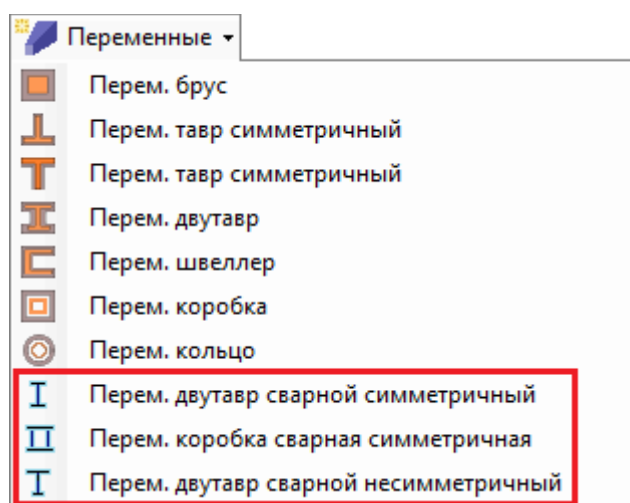 Переменные
Перем. брус
Перем. тавр симметричный
Перем. тавр симметричный
Перем. двутавр
Перем. швеллер
Перем. коробка
Перем. кольцо
Перем. двутавр сварной симметричный
Перем. коробка сварная симметричная
Перем. двутавр сварной несимметричный